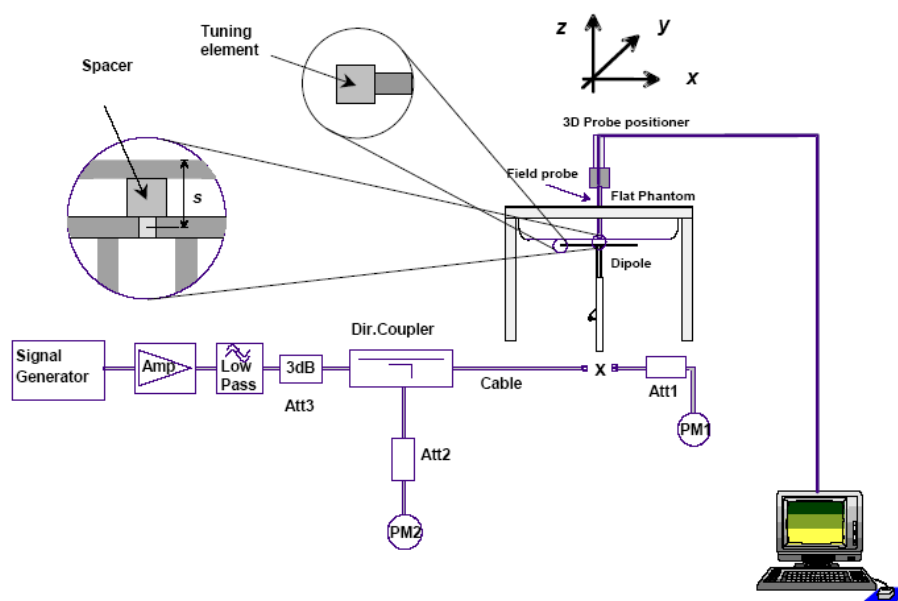 Tuning
element
Spacer
s
z
y
x
3D Probe positioner
Field probe
Flat Phantom
Dipole
Dir.Coupler
Signal
Generator
Amp
Low
Pass
3dB
Att3
Cable
X
Att1
PM1
Att2
PM2